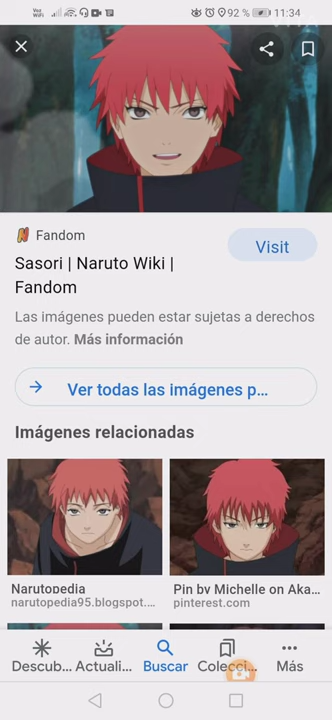 Voz
WiFi
92 %
11:34
Fandom
Visit
Sasori | Naruto Wiki |
Fandom
Las imágenes pueden estar sujetas a derechos
de autor. Más información
Ver todas las imágenes p...
Imágenes relacionadas
Narutopedia
narutopedia95.blogspot....
Pin by Michelle on Aka...
pinterest.com
Descub...
Actuali...
Buscar
Colecci...
Más